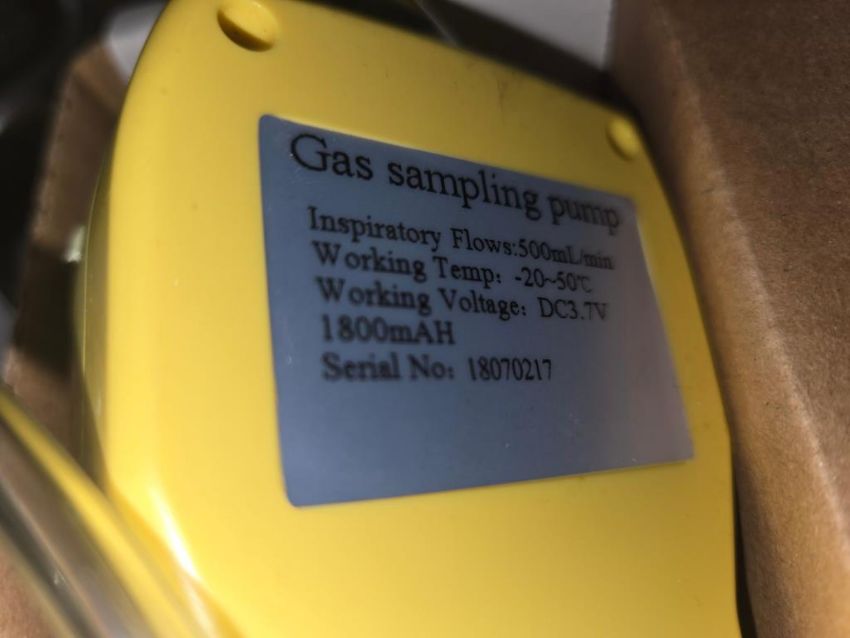 Gas sampling pump
Inspiratory Flows:500mL/min
Working Temp: -20~50℃
Working Voltage: DC3.7V
1800mAH
Serial No: 18070217